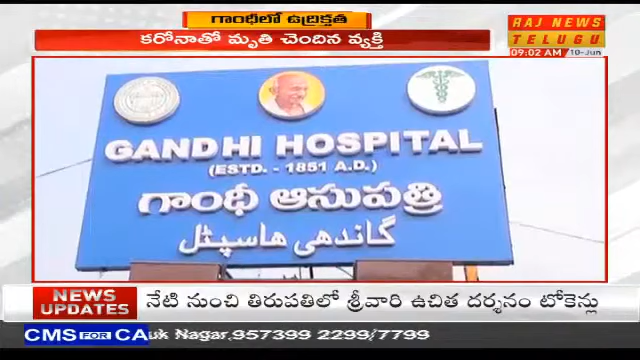 గాంధీలో ఉద్రిక్తత
కరోనాతో మృతి చెందిన వ్యక్తి
RAJ NEWS
TELUGU
09:02 AM 10-Jun
GANDHI HOSPITAL
(ESTD. - 1851 A.D.)
గాంధీ ఆసుపత్రి
گاندھی ہاسپٹل
NEWS
UPDATES
నేటి నుంచి తిరుపతిలో శ్రీవారి ఉచిత దర్శనం టోకెన్లు
CMS FOR CA
uk Nagar,957399 2299/7799